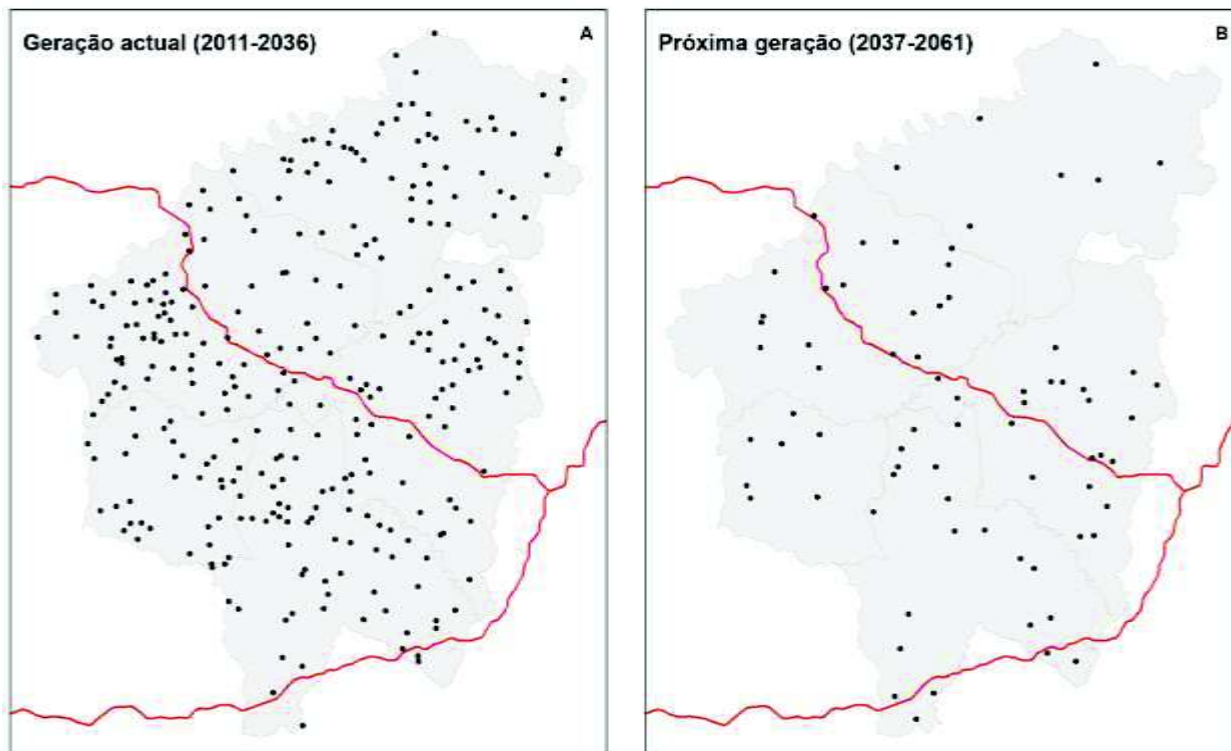 Geração actual (2011-2036)
A
Próxima geração (2037-2061)
B